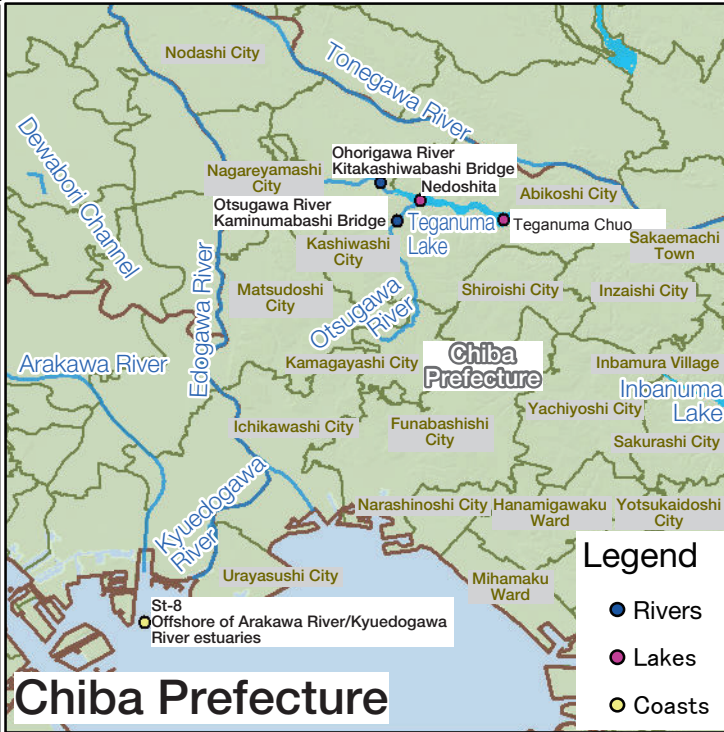 Nodashi City
Tonegawa River
Dewabori Channel
Ohorigawa River
Kitakashiwabashi Bridge
Nagareyamashi
City
Nedoshita
Abikoshi City
Otsugawa River
Kaminumabashi Bridge
Teganuma
Lake
Teganuma Chuo
Sakaemachi
Town
Kashiwashi
City
Edogawa River
Matsudoshi
City
Otsugawa
River
Shiroishi City
Inzaishi City
Arakawa River
Kamagayashi City
Chiba
Prefecture
Inbamura Village
Inbanuma
Lake
Yachiyoshi City
Ichikawashi City
Funabashishi
City
Sakurashi City
Kyuedogawa
River
Narashinoshi City
Hanamigawaku
Ward
Yotsukaidoshi
City
Urayasushi City
Mihamaku
Ward
St-8
Offshore of Arakawa River/Kyuedogawa
River estuaries
Legend
Rivers
Lakes
Coasts
Chiba Prefecture